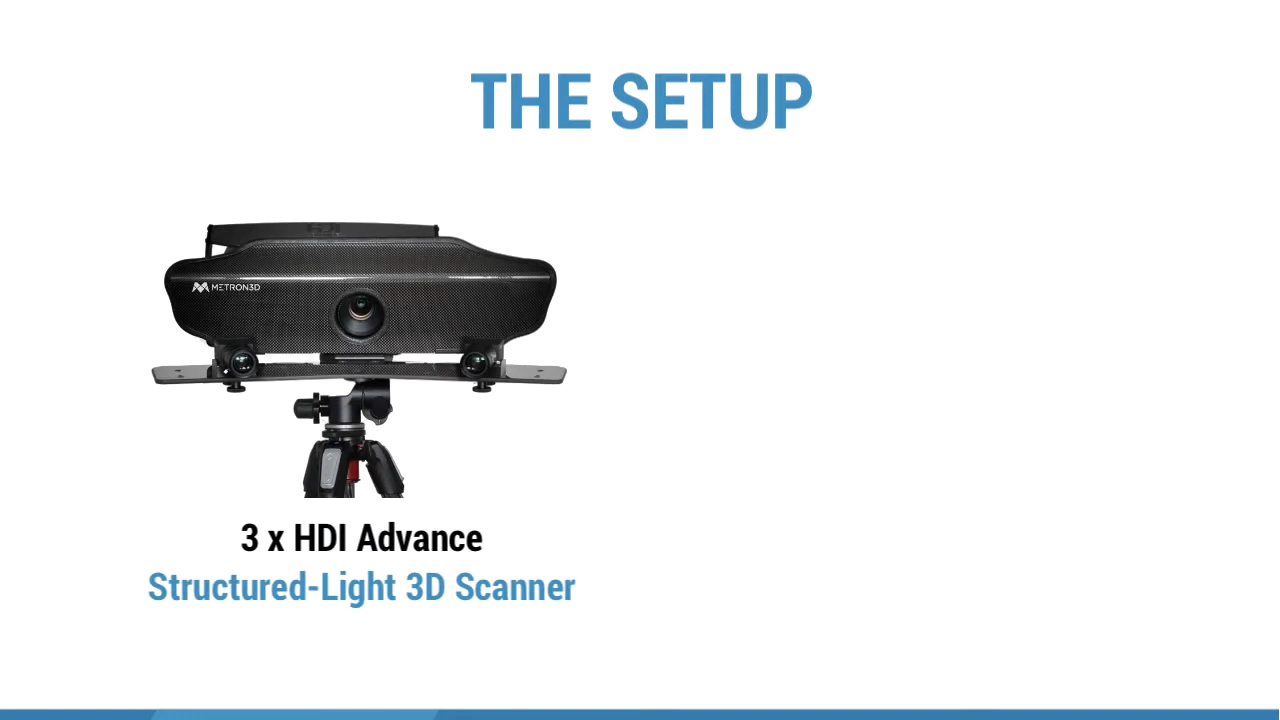 THE SETUP
METRON3D
3 x HDI Advance
Structured-Light 3D Scanner